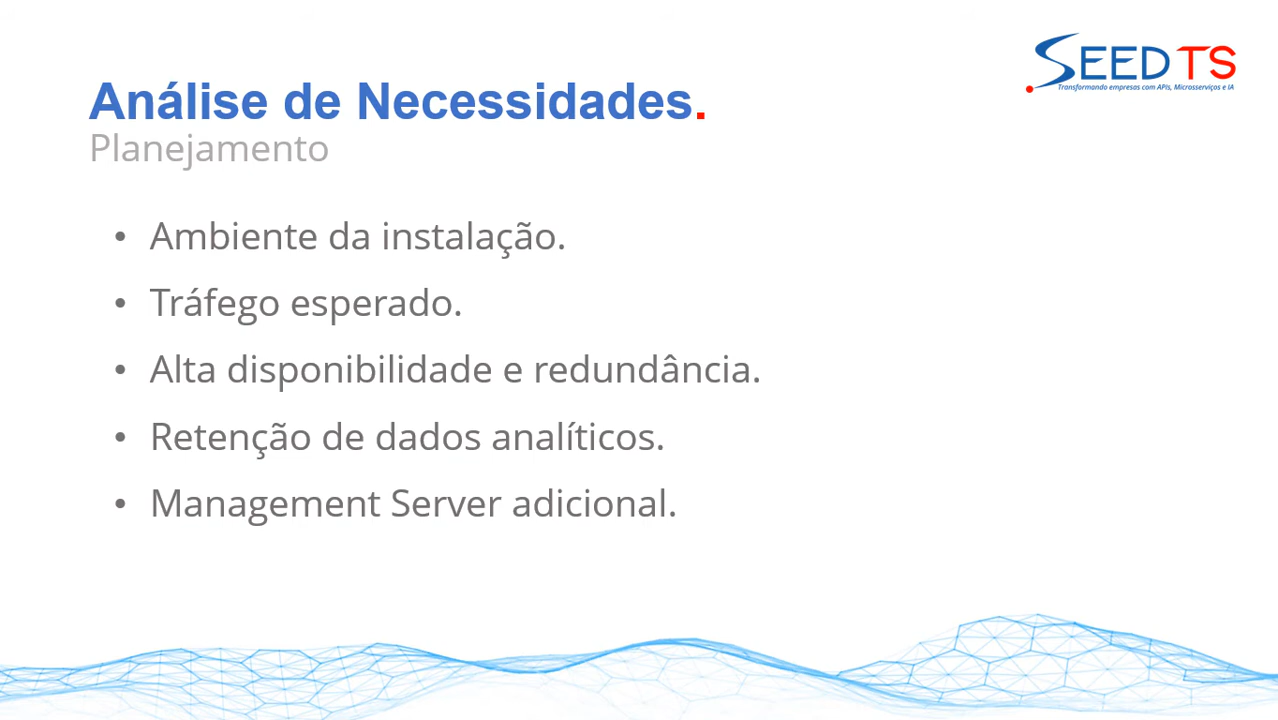 SEEDTS
Transformando empresas com APIs, Microsserviços e IA
Análise de Necessidades.
Planejamento
• Ambiente da instalação.
• Tráfego esperado.
• Alta disponibilidade e redundância.
• Retenção de dados analíticos.
• Management Server adicional.